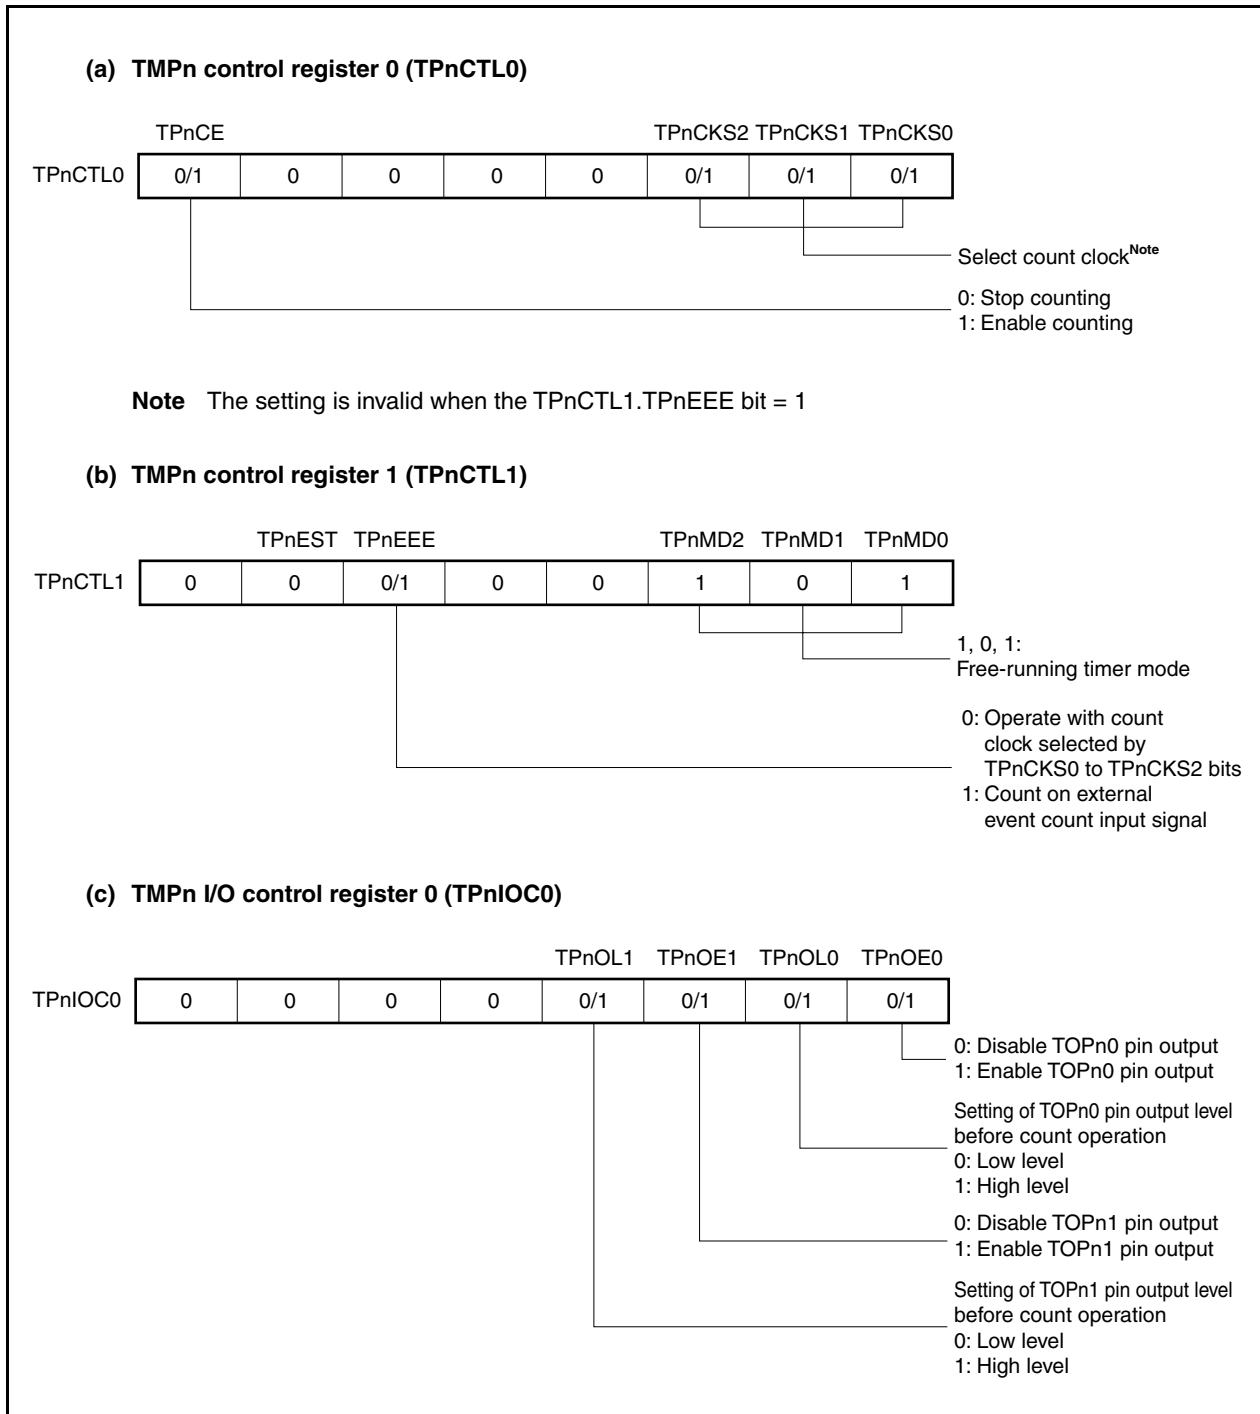 (a) TMPn control register 0 (TPnCTL0)
TPnCE TPnCKS2 TPnCKS1 TPnCKS0
TPnCTL0 0/1 0 0 0 0 0/1 0/1 0/1
Select count clockNote
0: Stop counting
1: Enable counting
Note The setting is invalid when the TPnCTL1.TPnEEE bit = 1
(b) TMPn control register 1 (TPnCTL1)
TPnEST TPnEEE TPnMD2 TPnMD1 TPnMD0
TPnCTL1 0 0 0/1 0 0 1 0 1
1, 0, 1:
Free-running timer mode
0: Operate with count
clock selected by
TPnCKS0 to TPnCKS2 bits
1: Count on external
event count input signal
(c) TMPn I/O control register 0 (TPnIOC0)
TPnOL1 TPnOE1 TPnOL0 TPnOE0
TPnIOC0 0 0 0 0 0/1 0/1 0/1 0/1
0: Disable TOPn0 pin output
1: Enable TOPn0 pin output
Setting of TOPn0 pin output level
before count operation
0: Low level
1: High level
0: Disable TOPn1 pin output
1: Enable TOPn1 pin output
Setting of TOPn1 pin output level
before count operation
0: Low level
1: High level